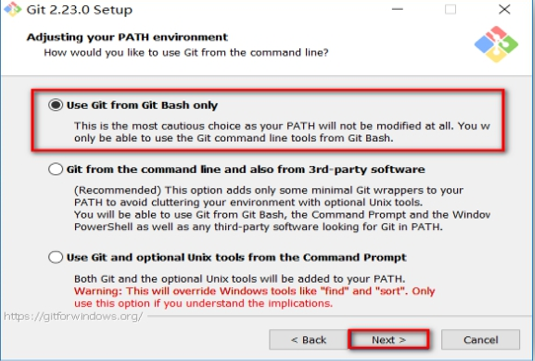 Git 2.23.0 Setup
Adjusting your PATH environment
How would you like to use Git from the command line?
Use Git from Git Bash only
This is the most cautious choice as your PATH will not be modified at all. You w
only be able to use the Git command line tools from Git Bash.
Git from the command line and also from 3rd-party software
(Recommended) This option adds only some minimal Git wrappers to your
PATH to avoid cluttering your environment with optional Unix tools.
You will be able to use Git from Git Bash, the Command Prompt and the Window
PowerShell as well as any third-party software looking for Git in PATH.
Use Git and optional Unix tools from the Command Prompt
Both Git and the optional Unix tools will be added to your PATH.
Warning: This will override Windows tools like "find" and "sort". Only
use this option if you understand the implications.
https://gitforwindows.org/
< Back
Next >
Cancel